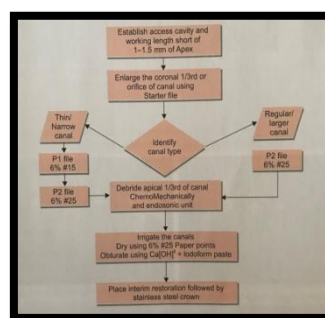 Establish access cavity and
working length short of
1–1.5 mm of Apex
Enlarge the coronal 1/3rd or
orifice of canal using
Starter file
Thin/
Narrow
canal
Identify
canal type
Regular/
larger
canal
P1 file
6% #15
P2 file
6% #25
P2 file
6% #25
Debride apical 1/3rd of canal
ChemoMechanically
and endosonic unit
Irrigate the canals
Dry using 6% #25 Paper points
Obturate using Ca[OH]² + Iodoform paste
Place interim restoration followed by
stainless steel crown